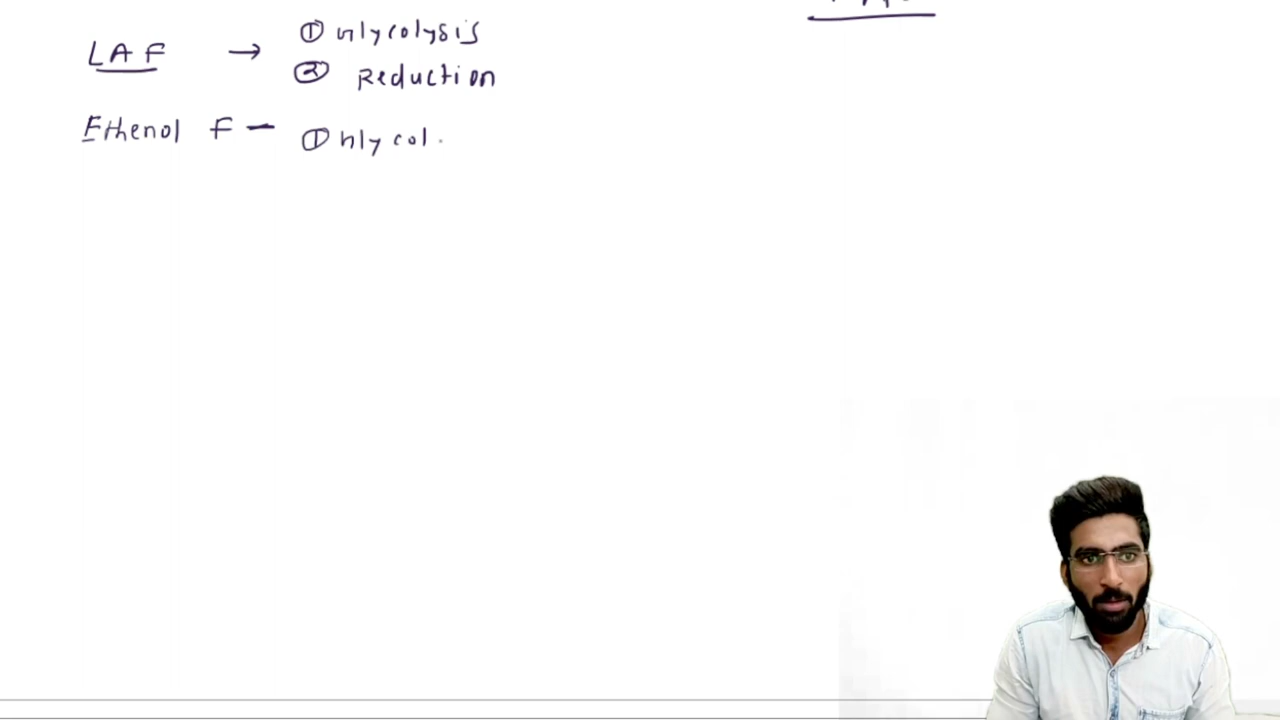 ① Glycolysis
LAF →
② Reduction
Ethenol F - ① Glycol.